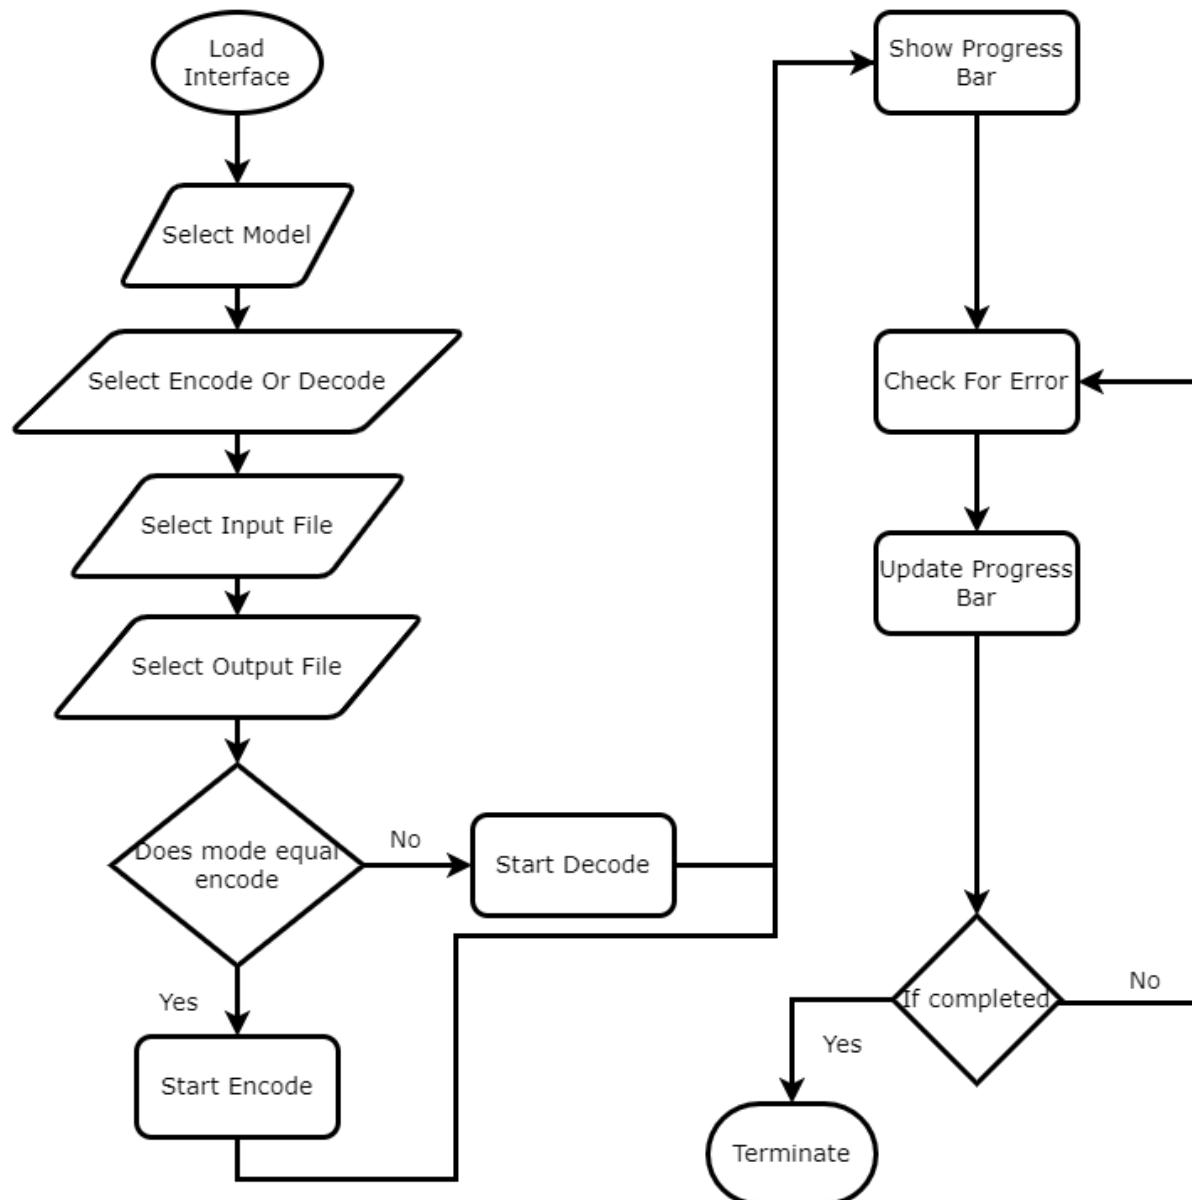 Load
Interface
Select Model
Select Encode Or Decode
Select Input File
Select Output File
Does mode equal
encode
No
Start Decode
Yes
Start Encode
Show Progress
Bar
Check For Error
Update Progress
Bar
If completed
No
Yes
Terminate